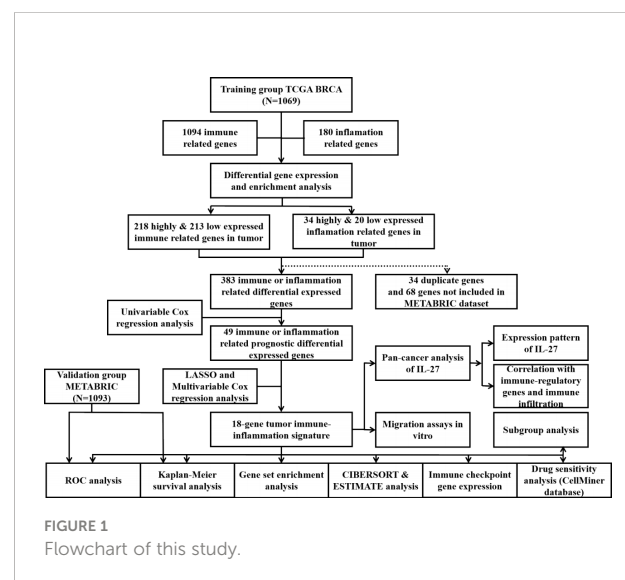 Training group TCGA BRCA
(N=1069)
1094 immune
related genes
180 inflamation
related genes
Differential gene expression
and enrichment analysis
218 highly & 213 low expressed
immune related genes in tumor
34 highly & 20 low expressed
inflamation related genes in
tumor
383 immune or inflammation
related differential expressed
genes
34 duplicate genes
and 68 genes not included in
METABRIC dataset
Univariable Cox
regression analysis
49 immune or inflammation
related prognostic differential
expressed genes
Expression pattern
of IL-27
Pan-cancer analysis
of IL-27
Correlation with
immune-regulatory
genes and immune
infiltration
Validation group
METABRIC
(N=1093)
LASSO and
Multivariable Cox
regression analysis
18-gene tumor immune-
inflammation signature
Migration assays in
vitro
Subgroup analysis
ROC analysis
Kaplan-Meier
survival analysis
Gene set enrichment
analysis
CIBERSORT &
ESTIMATE analysis
Immune checkpoint
gene expression
Drug sensitivity
analysis (CellMiner
database)
FIGURE 1
Flowchart of this study.